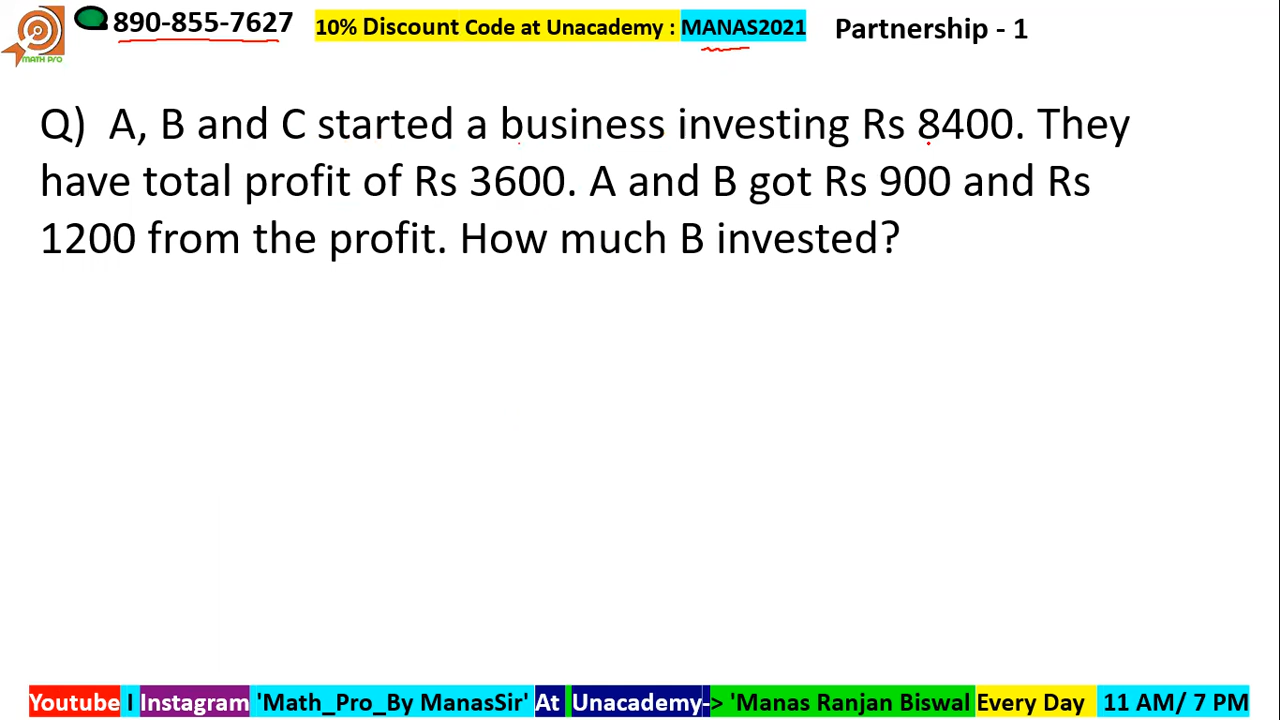 890-855-7627 10% Discount Code at Unacademy : MANAS2021 Partnership - 1
MATH PRO
Q) A, B and C started a business investing Rs 8400. They
have total profit of Rs 3600. A and B got Rs 900 and Rs
1200 from the profit. How much B invested?
Youtube I Instagram 'Math_Pro_By ManasSir' At Unacademy-> 'Manas Ranjan Biswal Every Day 11 AM/ 7 PM